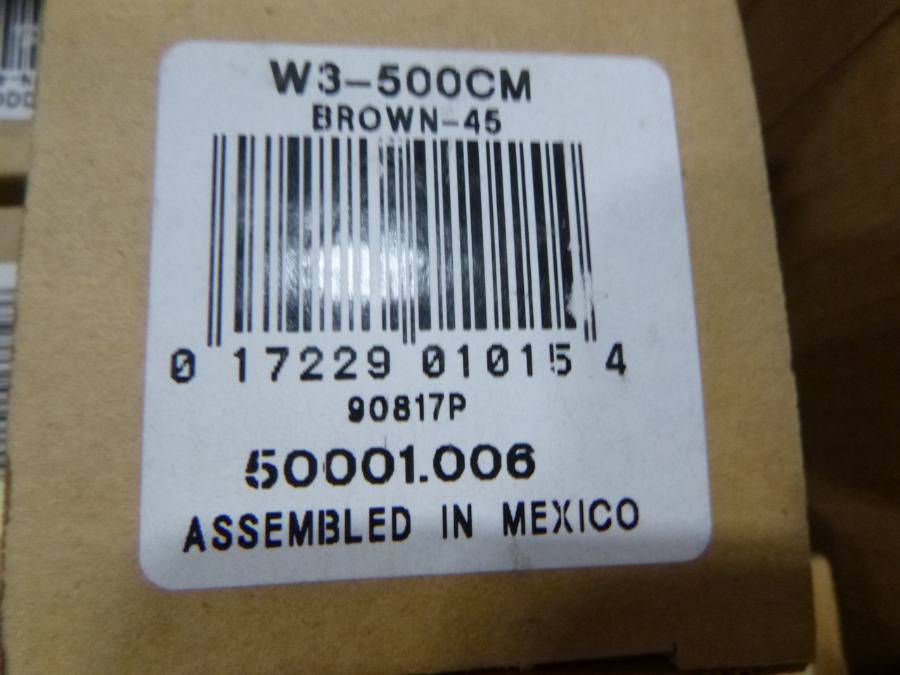 W3-500CM
BROWN-45
0 17229 01015 4
90817P
50001.006
ASSEMBLED IN MEXICO